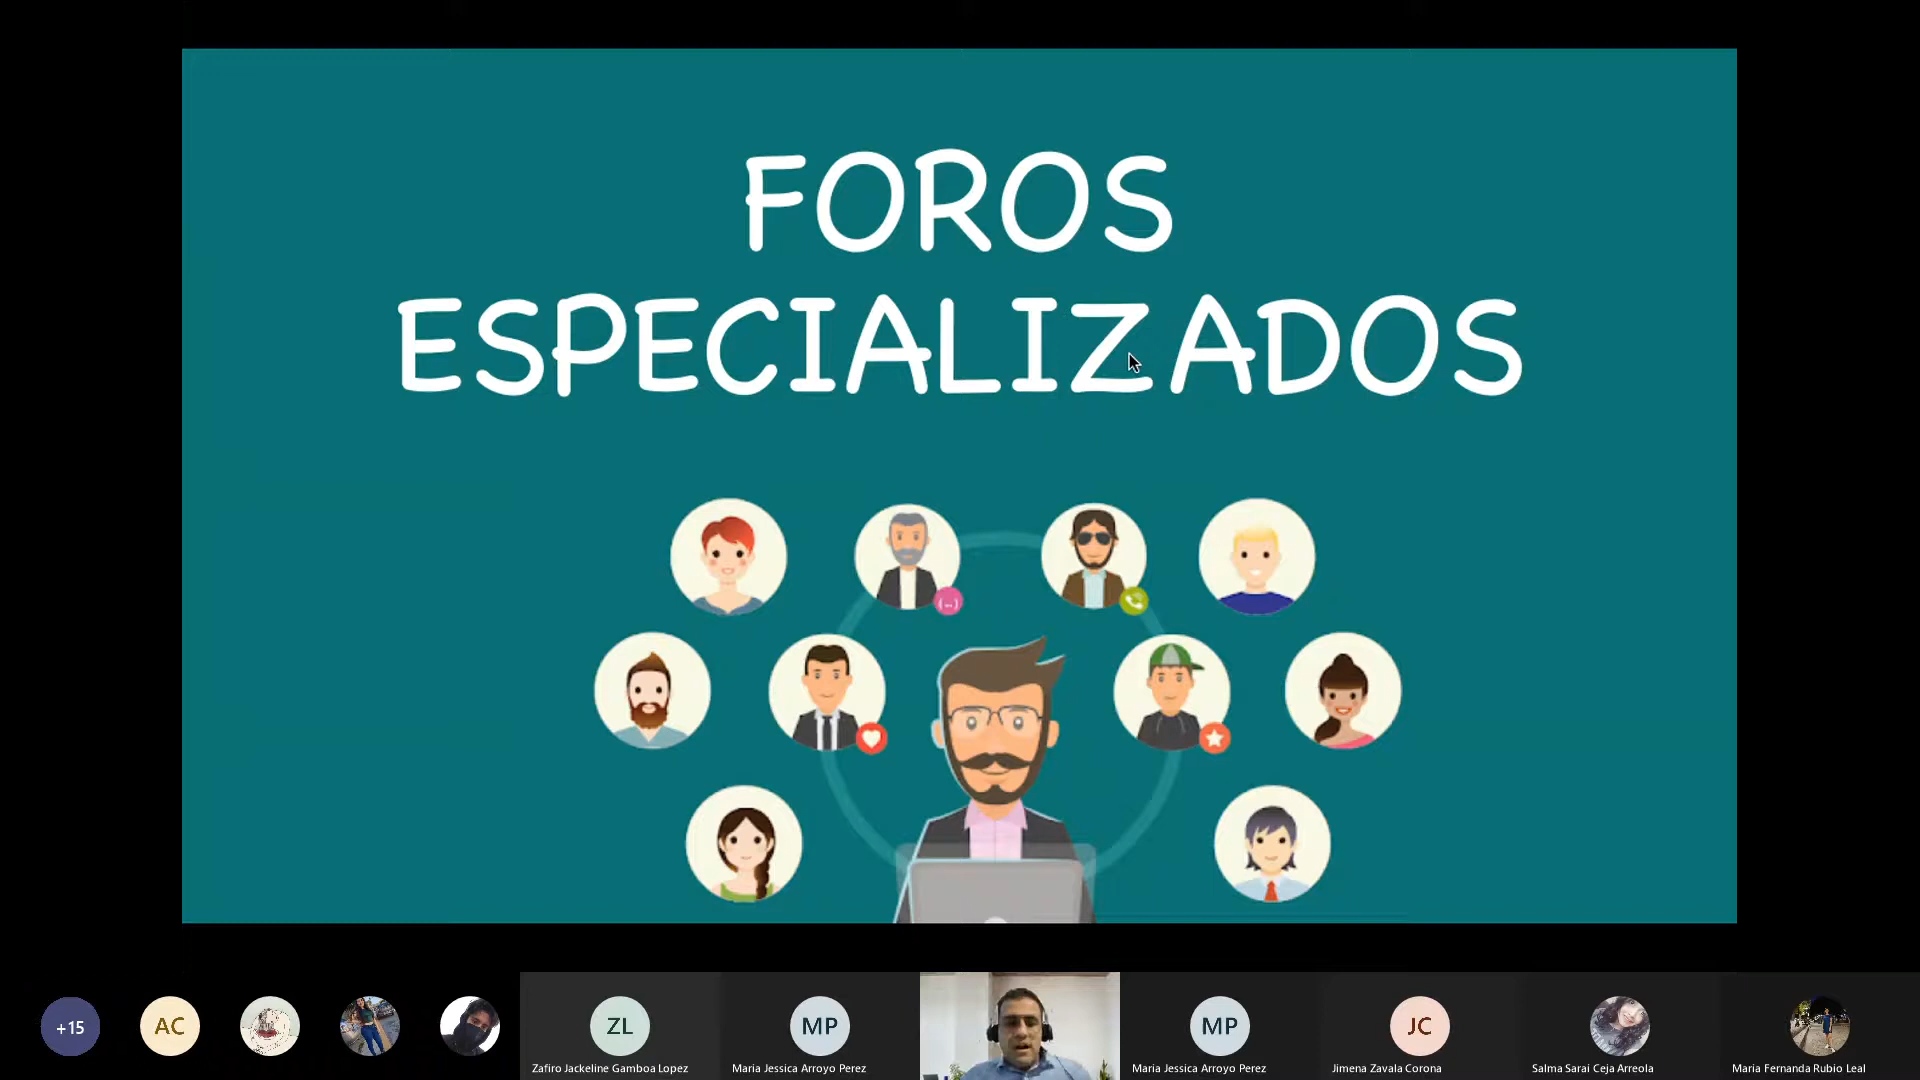 FOROS
ESPECIALIZADOS
+15
AC
ZL
MP
MP
JC
Zafiro Jackeline Gamboa Lopez
Maria Jessica Arroyo Perez
Maria Jessica Arroyo Perez
Jimena Zavala Corona
Salma Sarai Ceja Arreola
Maria Fernanda Rubio Leal